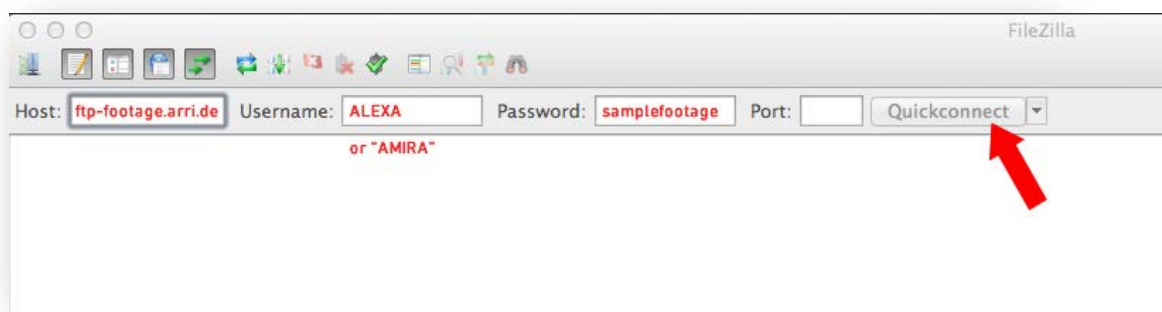 FileZilla
Host: ftp-footage.arri.de Username: ALEXA Password: samplefootage Port: Quickconnect
or "AMIRA"